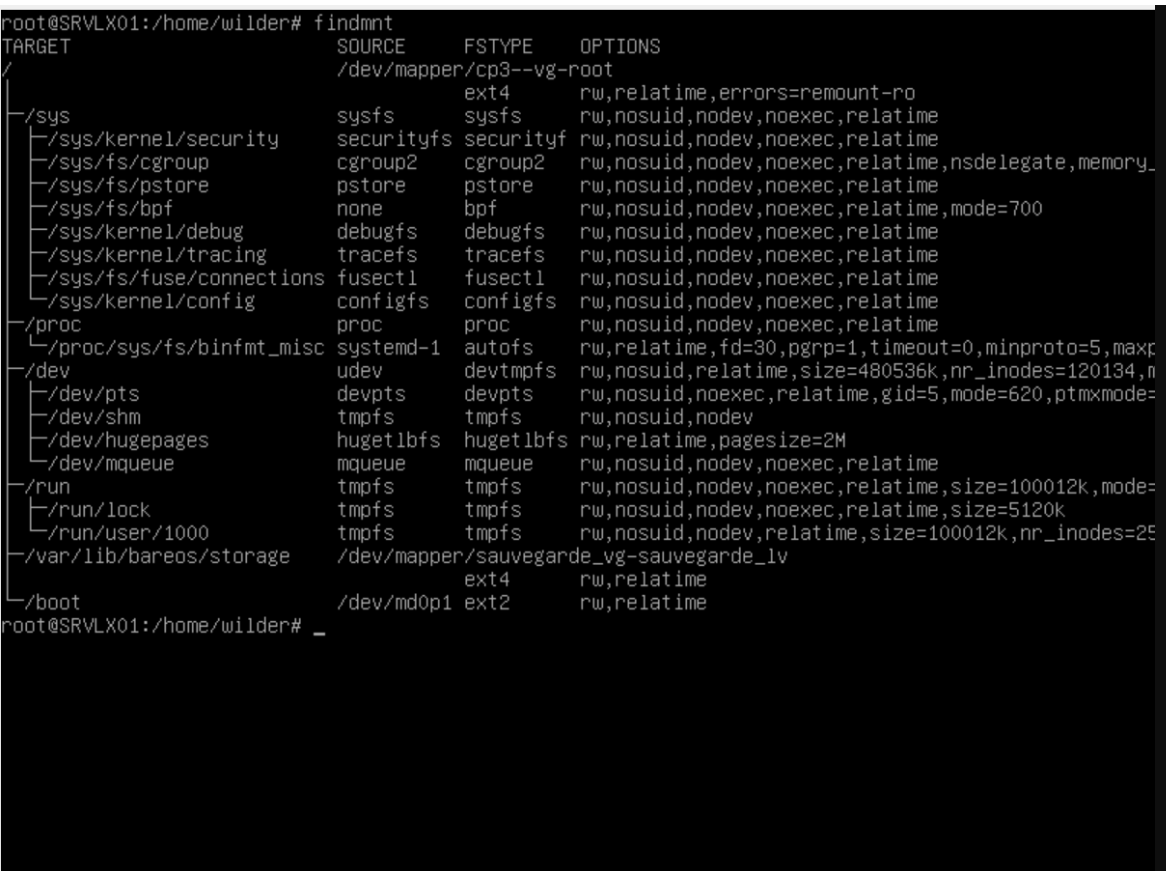 root@SRVLX01:/home/wilder# findmnt
TARGET SOURCE FSTYPE OPTIONS
/ /dev/mapper/cp3--vg-root
ext4 rw,relatime,errors=remount-ro
├─/sys sysfs sysfs rw,nosuid,nodev,noexec,relatime
│ ├─/sys/kernel/security securityfs securityf rw,nosuid,nodev,noexec,relatime
│ ├─/sys/fs/cgroup cgroup2 cgroup2 rw,nosuid,nodev,noexec,relatime,nsdelegate,memory_
│ ├─/sys/fs/pstore pstore pstore rw,nosuid,nodev,noexec,relatime
│ ├─/sys/fs/bpf none bpf rw,nosuid,nodev,noexec,relatime,mode=700
│ ├─/sys/kernel/debug debugfs debugfs rw,nosuid,nodev,noexec,relatime
│ ├─/sys/kernel/tracing tracefs tracefs rw,nosuid,nodev,noexec,relatime
│ ├─/sys/fs/fuse/connections fusectl fusectl rw,nosuid,nodev,noexec,relatime
│ └─/sys/kernel/config configfs configfs rw,nosuid,nodev,noexec,relatime
├─/proc proc proc rw,nosuid,nodev,noexec,relatime
│ └─/proc/sys/fs/binfmt_misc systemd-1 autofs rw,relatime,fd=30,pgrp=1,timeout=0,minproto=5,maxp
├─/dev udev devtmpfs rw,nosuid,relatime,size=480536k,nr_inodes=120134,m
│ ├─/dev/pts devpts devpts rw,nosuid,noexec,relatime,gid=5,mode=620,ptmxmode=
│ ├─/dev/shm tmpfs tmpfs rw,nosuid,nodev
│ ├─/dev/hugepages hugetlbfs hugetlbfs rw,relatime,pagesize=2M
│ └─/dev/mqueue mqueue mqueue rw,nosuid,nodev,noexec,relatime
├─/run tmpfs tmpfs rw,nosuid,nodev,noexec,relatime,size=100012k,mode=
│ ├─/run/lock tmpfs tmpfs rw,nosuid,nodev,noexec,relatime,size=5120k
│ └─/run/user/1000 tmpfs tmpfs rw,nosuid,nodev,relatime,size=100012k,nr_inodes=25
├─/var/lib/bareos/storage /dev/mapper/sauvegarde_vg-sauvegarde_lv
│ ext4 rw,relatime
└─/boot /dev/md0p1 ext2 rw,relatime
root@SRVLX01:/home/wilder# _